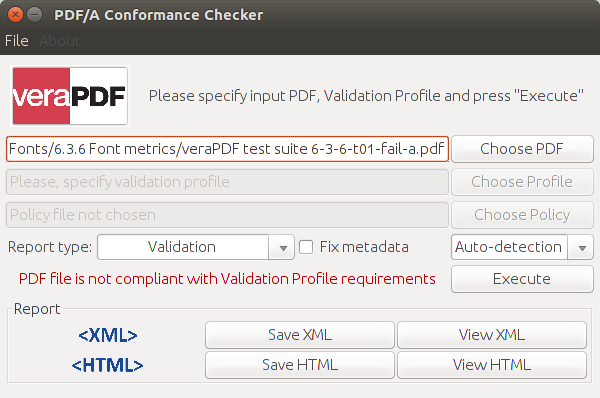 PDF/A Conformance Checker
File About
veraPDF Please specify input PDF, Validation Profile and press "Execute"
Fonts/6.3.6 Font metrics/veraPDF test suite 6-3-6-t01-fail-a.pdf Choose PDF
Please, specify validation profile Choose Profile
Policy file not chosen Choose Policy
Report type: Validation Fix metadata Auto-detection
PDF file is not compliant with Validation Profile requirements Execute
Report
<XML> Save XML View XML
<HTML> Save HTML View HTML